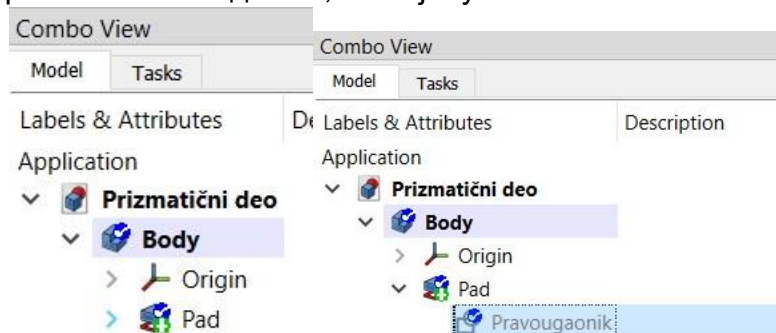 Combo View
Model Tasks
Labels & Attributes
Application
Prizmatični deo
Body
Origin
Pad
Combo View
Model Tasks
Labels & Attributes Description
Application
Prizmatični deo
Body
Origin
Pad
Pravougaonik